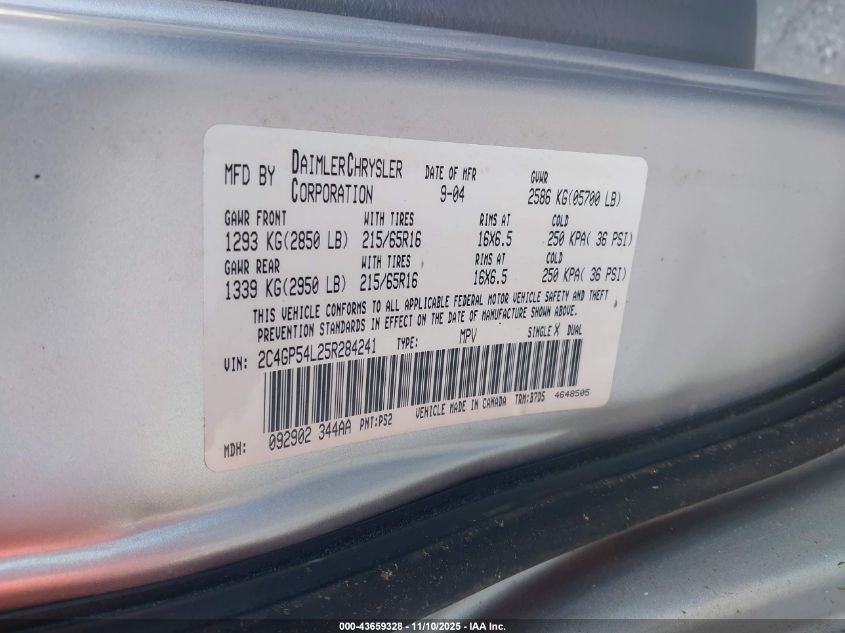 MFD BY DAIMLERCHRYSLER CORPORATION DATE OF MFR 9-04 GVWR 2586 KG(05700 LB)
GAWR FRONT WITH TIRES RIMS AT COLD
1293 KG(2850 LB) 215/65R16 16X6.5 250 KPA( 36 PSI)
GAWR REAR WITH TIRES RIMS AT COLD
1339 KG(2950 LB) 215/65R16 16X6.5 250 KPA( 36 PSI)
THIS VEHICLE CONFORMS TO ALL APPLICABLE FEDERAL MOTOR VEHICLE SAFETY AND THEFT
PREVENTION STANDARDS IN EFFECT ON THE DATE OF MANUFACTURE SHOWN ABOVE.
VIN: 2C4GP54L25R284241 TYPE: MPV SINGLE X DUAL
MDH: 092902 344AA PNT:PS2 VEHICLE MADE IN CANADA TRM:B7D5 4648505
000-43659328 - 11/10/2025 - IAA Inc.